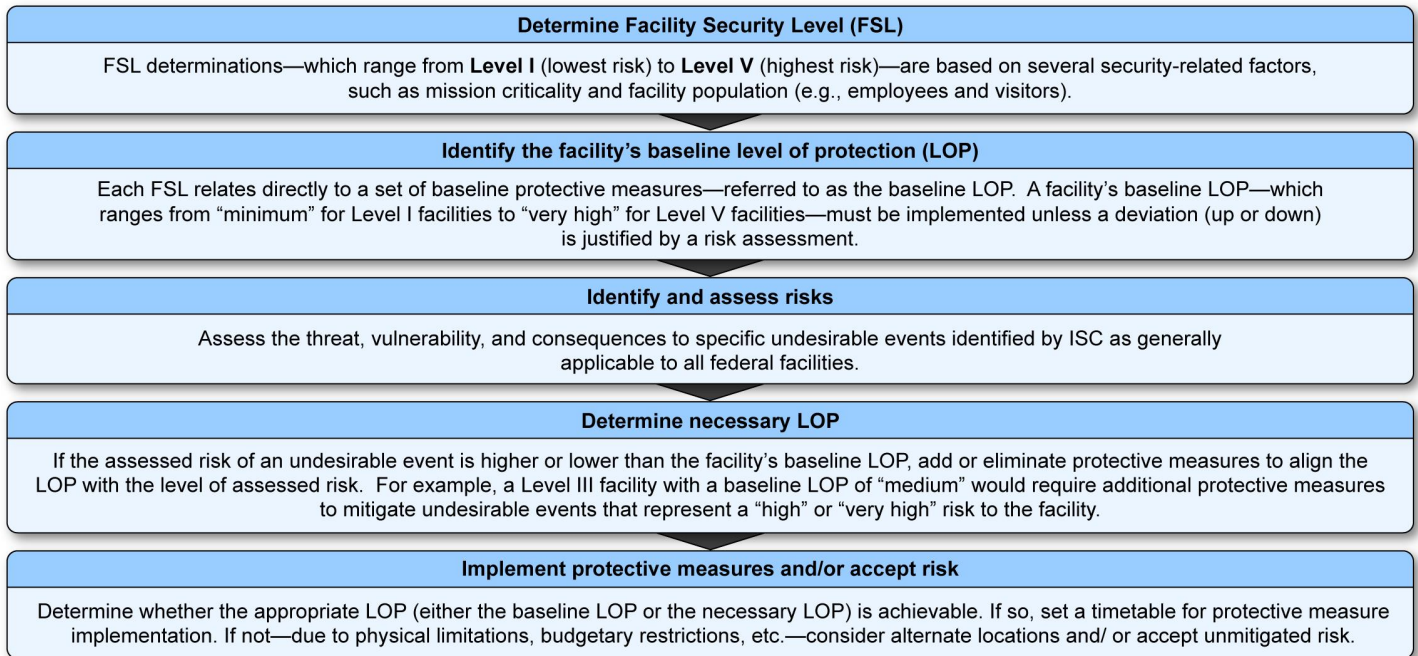 Determine Facility Security Level (FSL)
FSL determinations—which range from Level I (lowest risk) to Level V (highest risk)—are based on several security-related factors,
such as mission criticality and facility population (e.g., employees and visitors).
Identify the facility’s baseline level of protection (LOP)
Each FSL relates directly to a set of baseline protective measures—referred to as the baseline LOP.  A facility’s baseline LOP—which
ranges from “minimum” for Level I facilities to “very high” for Level V facilities—must be implemented unless a deviation (up or down)
is justified by a risk assessment.
Identify and assess risks
Assess the threat, vulnerability, and consequences to specific undesirable events identified by ISC as generally
applicable to all federal facilities.
Determine necessary LOP
If the assessed risk of an undesirable event is higher or lower than the facility’s baseline LOP, add or eliminate protective measures to align the
LOP with the level of assessed risk.  For example, a Level III facility with a baseline LOP of “medium” would require additional protective measures
to mitigate undesirable events that represent a “high” or “very high” risk to the facility.
Implement protective measures and/or accept risk
Determine whether the appropriate LOP (either the baseline LOP or the necessary LOP) is achievable. If so, set a timetable for protective measure
implementation. If not—due to physical limitations, budgetary restrictions, etc.—consider alternate locations and/ or accept unmitigated risk.